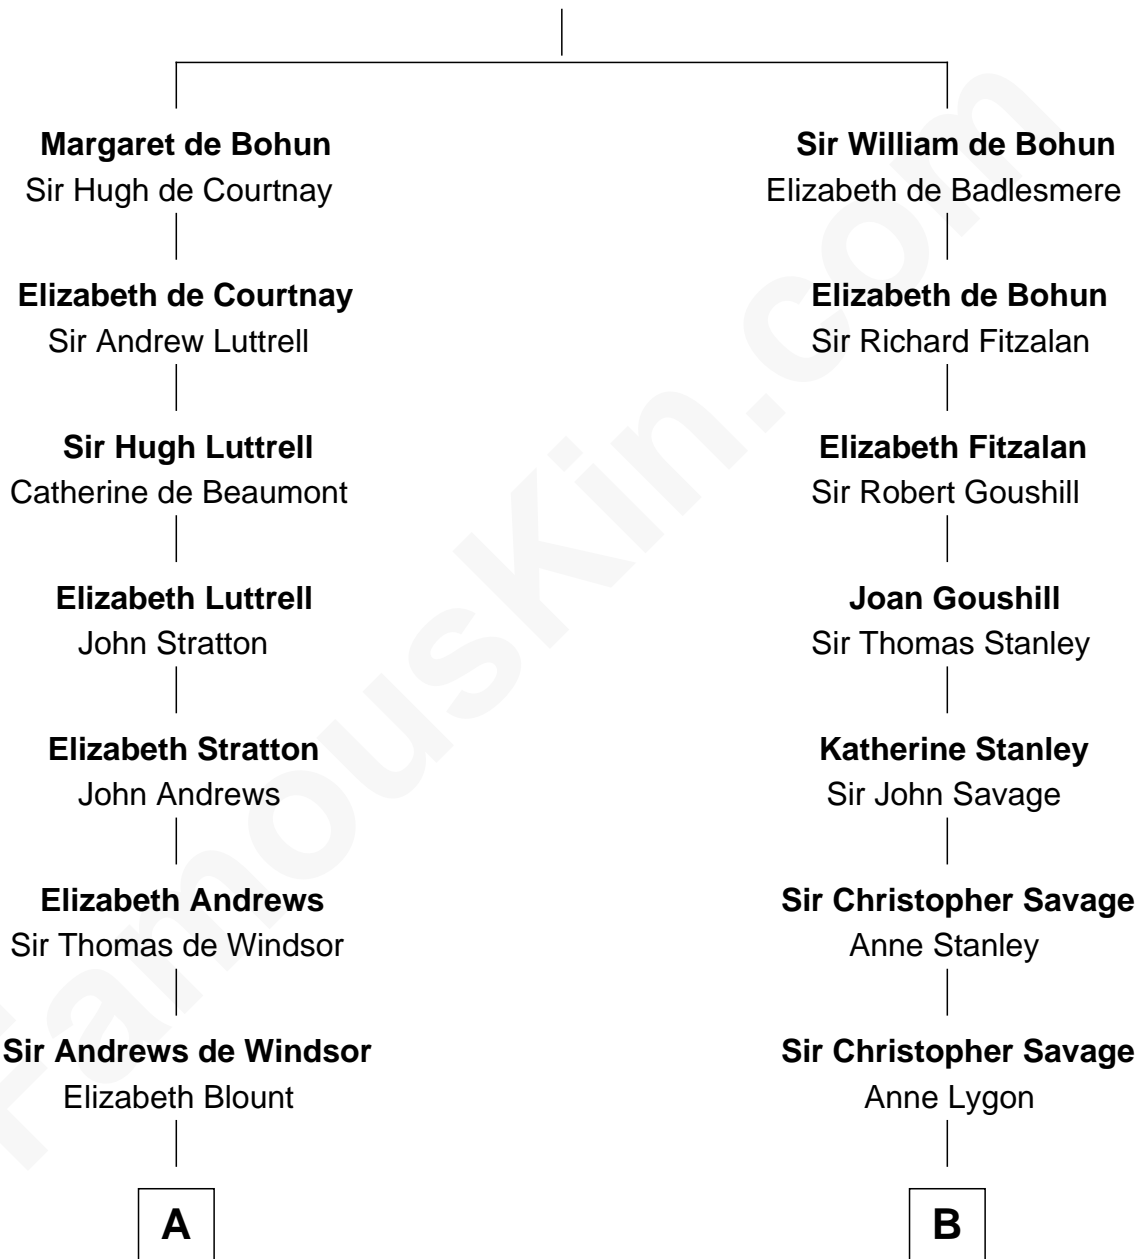 Margaret de Bohun
Sir Hugh de Courtnay
Elizabeth de Courtnay
Sir Andrew Luttrell
Sir Hugh Luttrell
Catherine de Beaumont
Elizabeth Luttrell
John Stratton
Elizabeth Stratton
John Andrews
Elizabeth Andrews
Sir Thomas de Windsor
Sir Andrews de Windsor
Elizabeth Blount
A
Sir William de Bohun
Elizabeth de Badlesmere
Elizabeth de Bohun
Sir Richard Fitzalan
Elizabeth Fitzalan
Sir Robert Goushill
Joan Goushill
Sir Thomas Stanley
Katherine Stanley
Sir John Savage
Sir Christopher Savage
Anne Stanley
Sir Christopher Savage
Anne Lygon
B
FamousKin.com